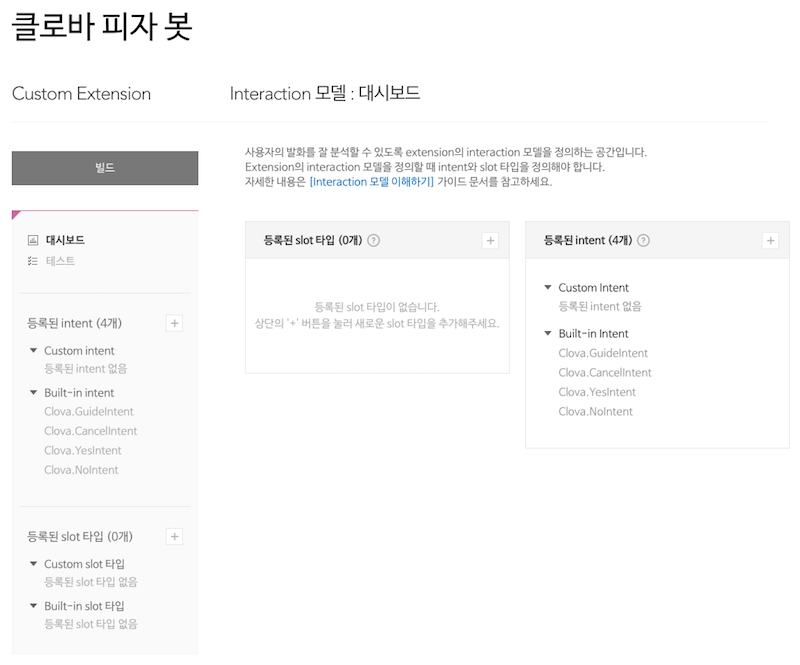 클로바 피자 봇
Custom Extension
Interaction 모델 : 대시보드
빌드
대시보드
테스트
등록된 intent (4개)
+
Custom intent
등록된 intent 없음
Built-in intent
Clova.GuideIntent
Clova.CancelIntent
Clova.YesIntent
Clova.NoIntent
등록된 slot 타입 (0개)
+
Custom slot 타입
등록된 slot 타입 없음
Built-in slot 타입
등록된 slot 타입 없음
사용자의 발화를 잘 분석할 수 있도록 extension의 interaction 모델을 정의하는 공간입니다.
Extension의 interaction 모델을 정의할 때 intent와 slot 타입을 정의해야 합니다.
자세한 내용은 [Interaction 모델 이해하기] 가이드 문서를 참고하세요.
등록된 slot 타입 (0개) ? +
등록된 slot 타입이 없습니다.
상단의 '+' 버튼을 눌러 새로운 slot 타입을 추가해주세요.
등록된 intent (4개) ? +
Custom Intent
등록된 intent 없음
Built-in Intent
Clova.GuideIntent
Clova.CancelIntent
Clova.YesIntent
Clova.NoIntent